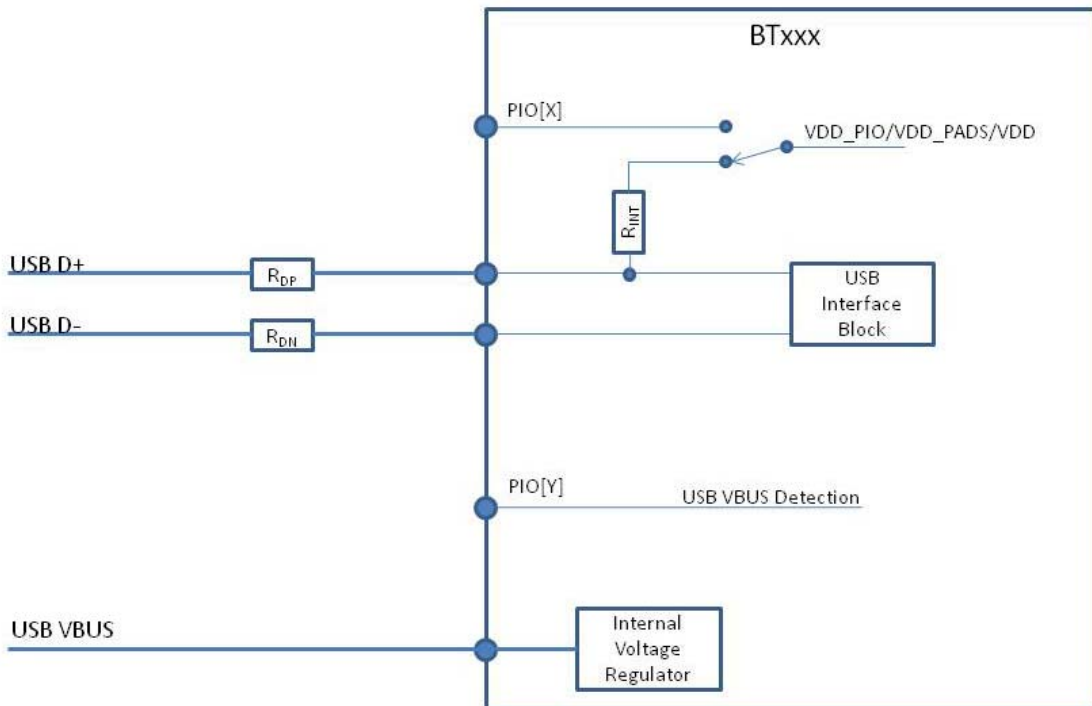 BTxxx
PIO[X]
VDD_PIO/VDD_PADS/VDD
RINT
USB D+
RDP
USB
Interface
Block
USB D-
RDN
PIO[Y]
USB VBUS Detection
USB VBUS
Internal
Voltage
Regulator